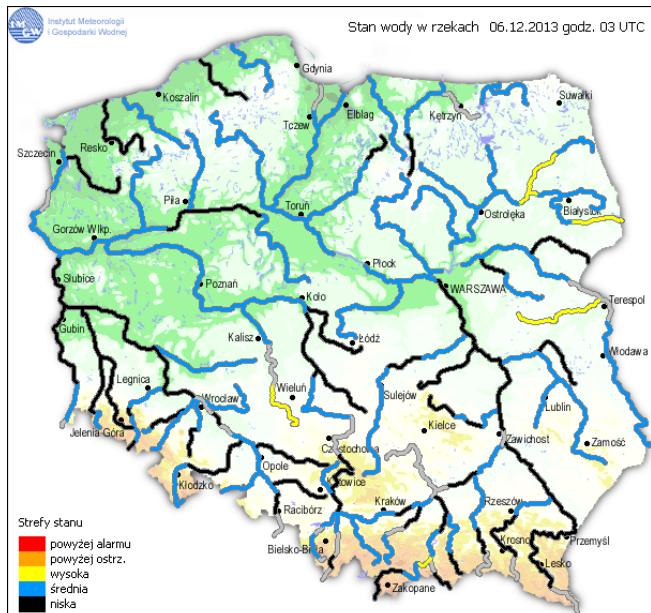 Instytut Meteorologii
i Gospodarki Wodnej
Stan wody w rzekach 06.12.2013 godz. 03 UTC
IMGW
Gdynia
Koszalin
Suwałki
Tczew
Elbląg
Kętrzyn
Resko
Szczecin
Piła
Toruń
Ostrołęka
Białystok
Gorzów Wlkp.
Płock
Słubice
Poznań
Koło
WARSZAWA
Terespol
Gubin
Kalisz
Łódź
Włodawa
Legnica
Wieluń
Sulejów
Wrocław
Lublin
Jelenia Góra
Kielce
Częstochowa
Zawichost
Zamość
Opole
Kłodzko
Katowice
Racibórz
Kraków
Rzeszów
Bielsko-Biała
Krosno
Przemyśl
Lesko
Zakopane
Strefy stanu
powyżej alarmu
powyżej ostrz.
wysoka
średnia
niska